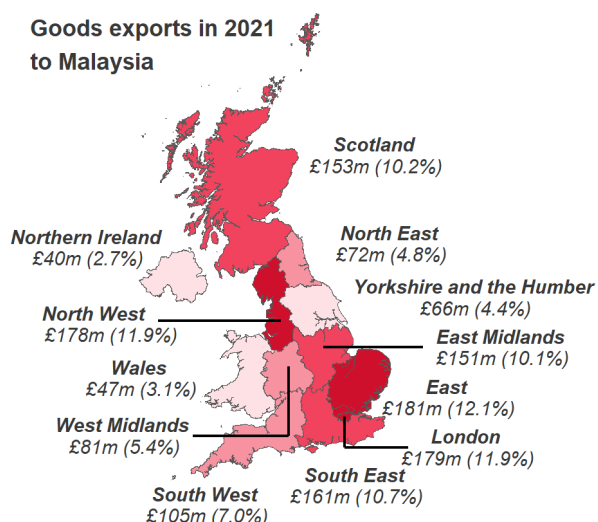 Goods exports in 2021
to Malaysia
Scotland
£153m (10.2%)
Northern Ireland
£40m (2.7%)
North East
£72m (4.8%)
Yorkshire and the Humber
£66m (4.4%)
North West
£178m (11.9%)
East Midlands
£151m (10.1%)
Wales
£47m (3.1%)
East
£181m (12.1%)
West Midlands
£81m (5.4%)
London
£179m (11.9%)
South East
£161m (10.7%)
South West
£105m (7.0%)